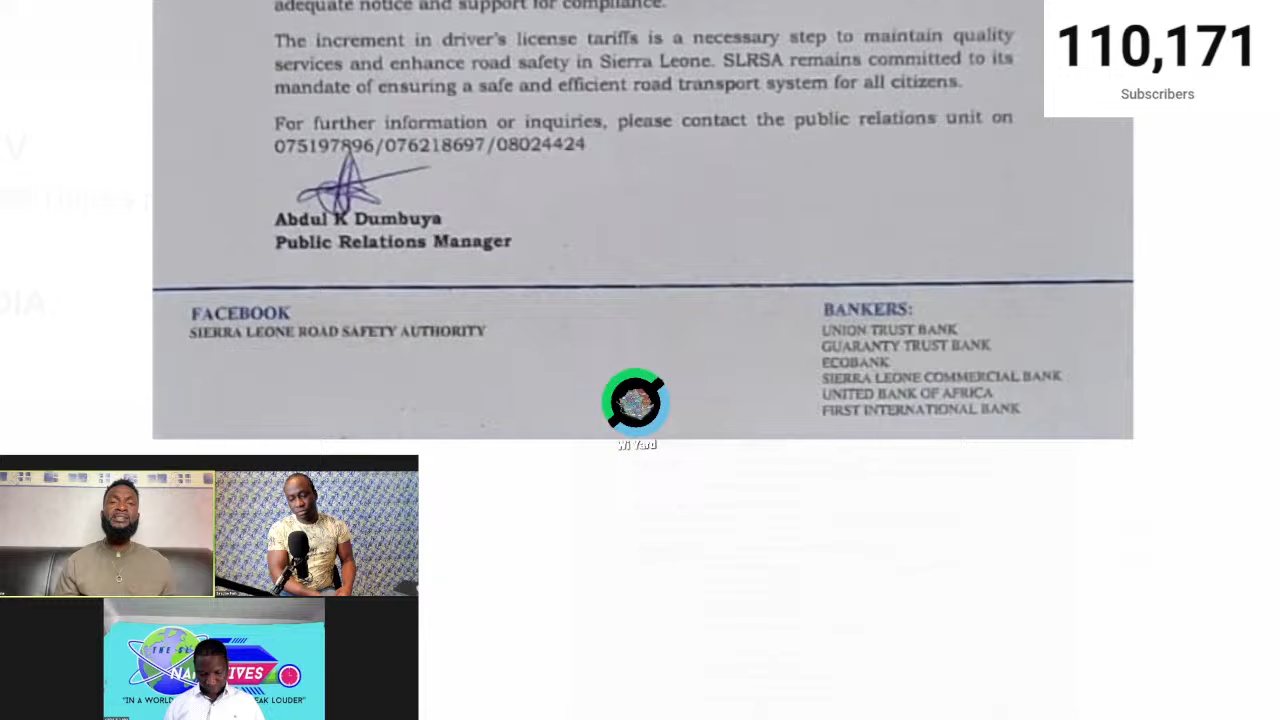 adequate notice and support for compliance.
The increment in driver's license tariffs is a necessary step to maintain quality
services and enhance road safety in Sierra Leone. SLRSA remains committed to its
mandate of ensuring a safe and efficient road transport system for all citizens.
For further information or inquiries, please contact the public relations unit on
075197896/076218697/08024424
Abdul K Dumbuya
Public Relations Manager
FACEBOOK
SIERRA LEONE ROAD SAFETY AUTHORITY
BANKERS:
UNION TRUST BANK
GUARANTY TRUST BANK
ECOBANK
SIERRA LEONE COMMERCIAL BANK
UNITED BANK OF AFRICA
FIRST INTERNATIONAL BANK
110,171
Subscribers
Wi Yard
THE
"IN A WORLD
EAK LOUDER"